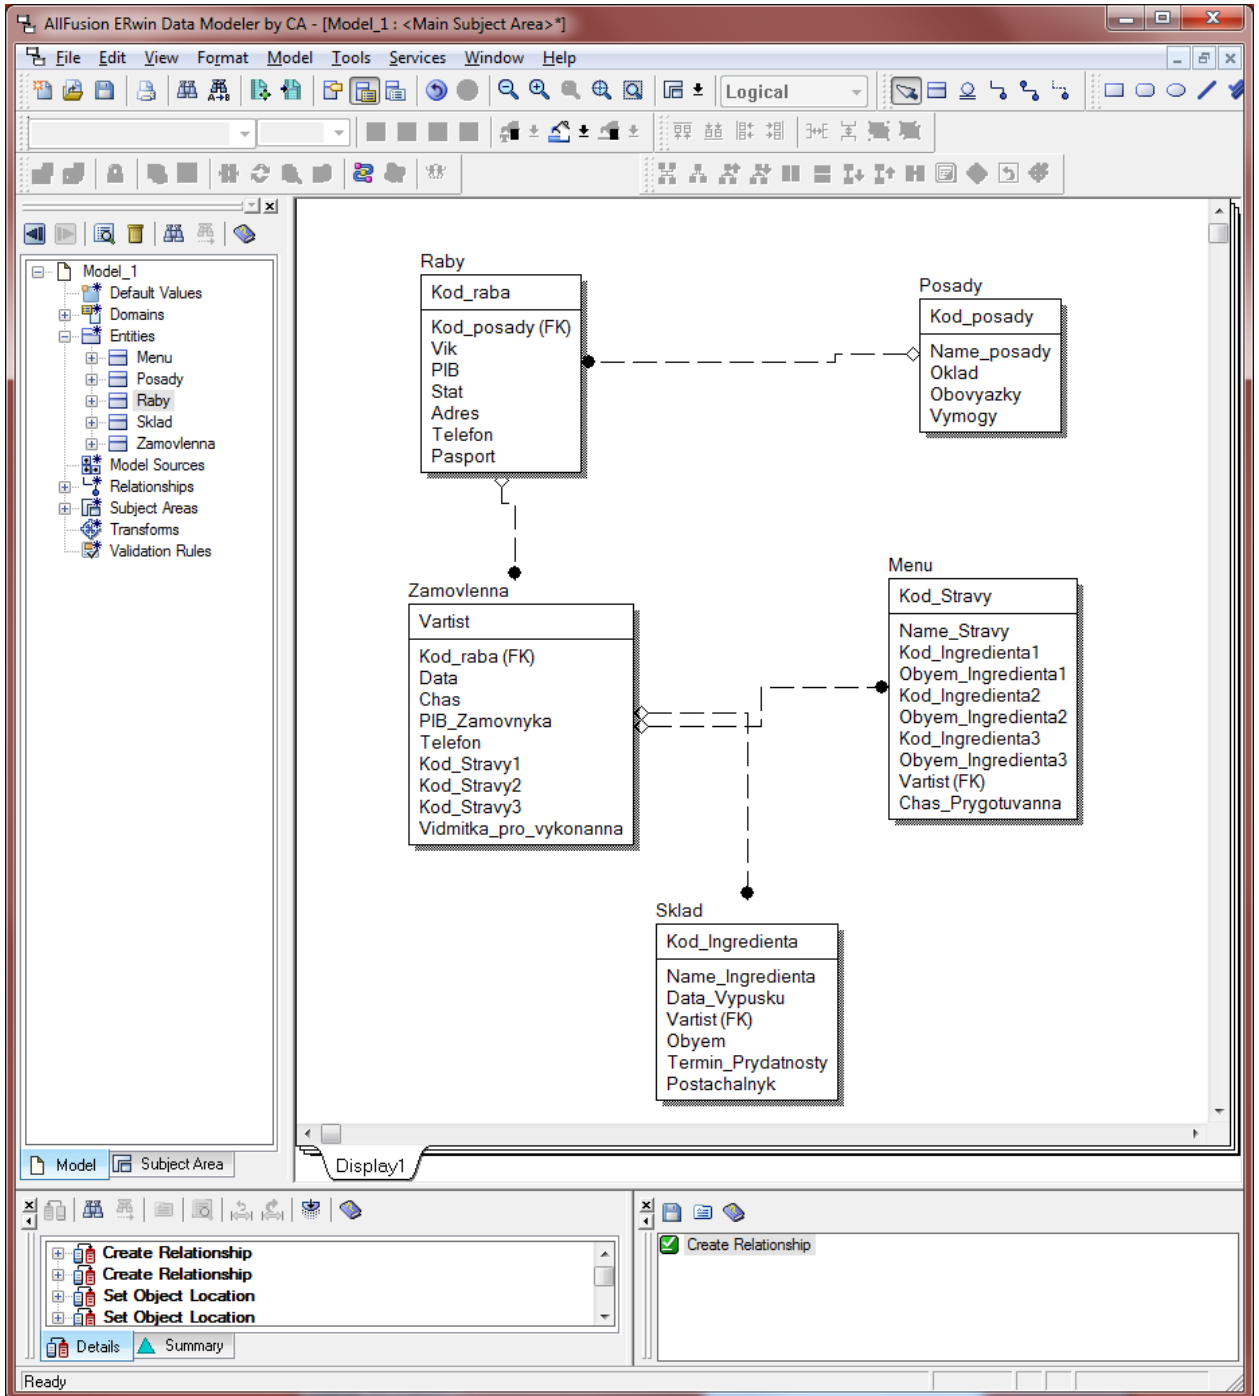 AllFusion ERwin Data Modeler by CA - [Model_1 : <Main Subject Area>*]
File Edit View Format Model Tools Services Window Help
Logical
Model_1
Default Values
Domains
Entities
Menu
Posady
Raby
Sklad
Zamovlenna
Model Sources
Relationships
Subject Areas
Transforms
Validation Rules
Model Subject Area
Raby
Kod_raba
Kod_posady (FK)
Vik
PIB
Stat
Adres
Telefon
Pasport
Posady
Kod_posady
Name_posady
Oklad
Obovyazky
Vymogy
Zamovlenna
Vartist
Kod_raba (FK)
Data
Chas
PIB_Zamovnyka
Telefon
Kod_Stravy1
Kod_Stravy2
Kod_Stravy3
Vidmitka_pro_vykonanna
Menu
Kod_Stravy
Name_Stravy
Kod_Ingredienta1
Obyem_Ingredienta1
Kod_Ingredienta2
Obyem_Ingredienta2
Kod_Ingredienta3
Obyem_Ingredienta3
Vartist (FK)
Chas_Prygotuvanna
Sklad
Kod_Ingredienta
Name_Ingredienta
Data_Vypusku
Vartist (FK)
Obyem
Termin_Prydatnosty
Postachalnyk
Display1
Create Relationship
Create Relationship
Set Object Location
Set Object Location
Details Summary
Create Relationship
Ready